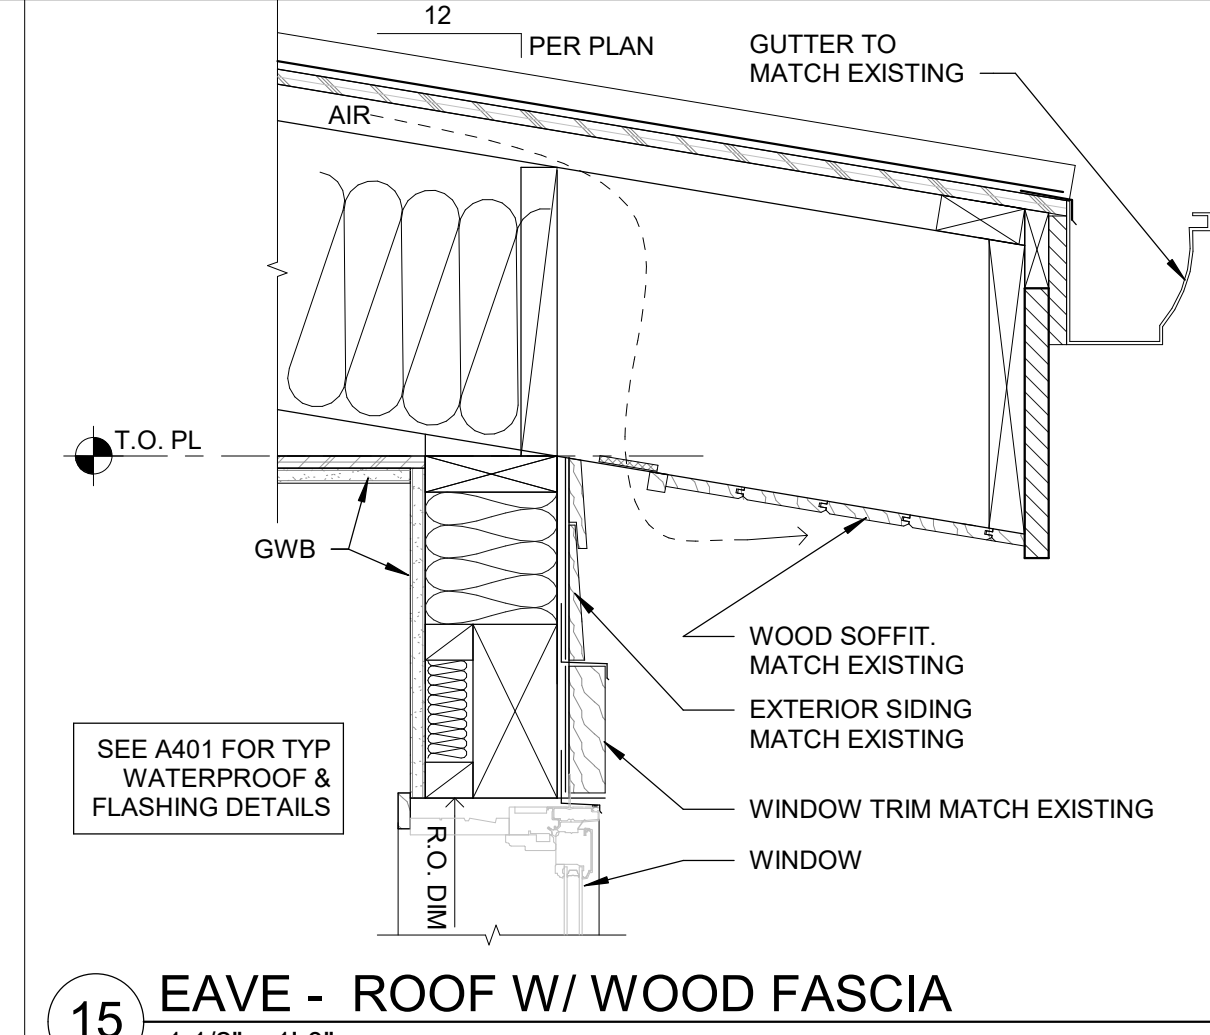 12
PER PLAN
GUTTER TO
MATCH EXISTING
AIR
T.O. PL
GWB
WOOD SOFFIT.
MATCH EXISTING
EXTERIOR SIDING
MATCH EXISTING
SEE A401 FOR TYP
WATERPROOF &
FLASHING DETAILS
WINDOW TRIM MATCH EXISTING
R.O. DIM
WINDOW
15
EAVE - ROOF W/ WOOD FASCIA